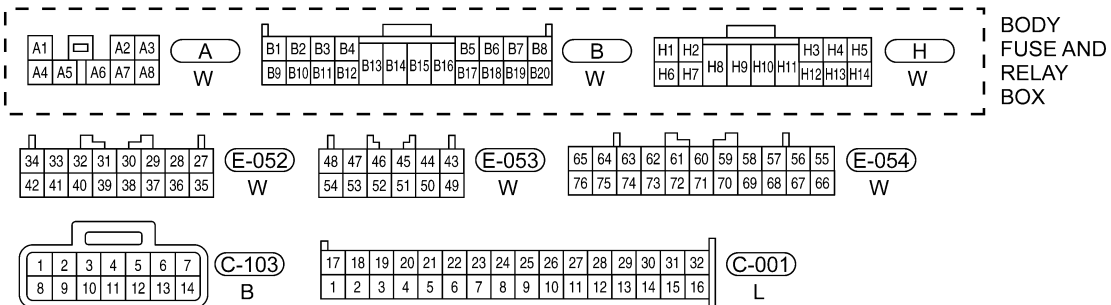 A1 A2 A3
A4 A5 A6 A7 A8
A
W
B1 B2 B3 B4 B5 B6 B7 B8
B9 B10 B11 B12 B13 B14 B15 B16 B17 B18 B19 B20
B
W
H1 H2 H3 H4 H5
H6 H7 H8 H9 H10 H11 H12 H13 H14
H
W
BODY
FUSE AND
RELAY
BOX
34 33 32 31 30 29 28 27
42 41 40 39 38 37 36 35
E-052
W
48 47 46 45 44 43
54 53 52 51 50 49
E-053
W
65 64 63 62 61 60 59 58 57 56 55
76 75 74 73 72 71 70 69 68 67 66
E-054
W
1 2 3 4 5 6 7
8 9 10 11 12 13 14
C-103
B
17 18 19 20 21 22 23 24 25 26 27 28 29 30 31 32
1 2 3 4 5 6 7 8 9 10 11 12 13 14 15 16
C-001
L